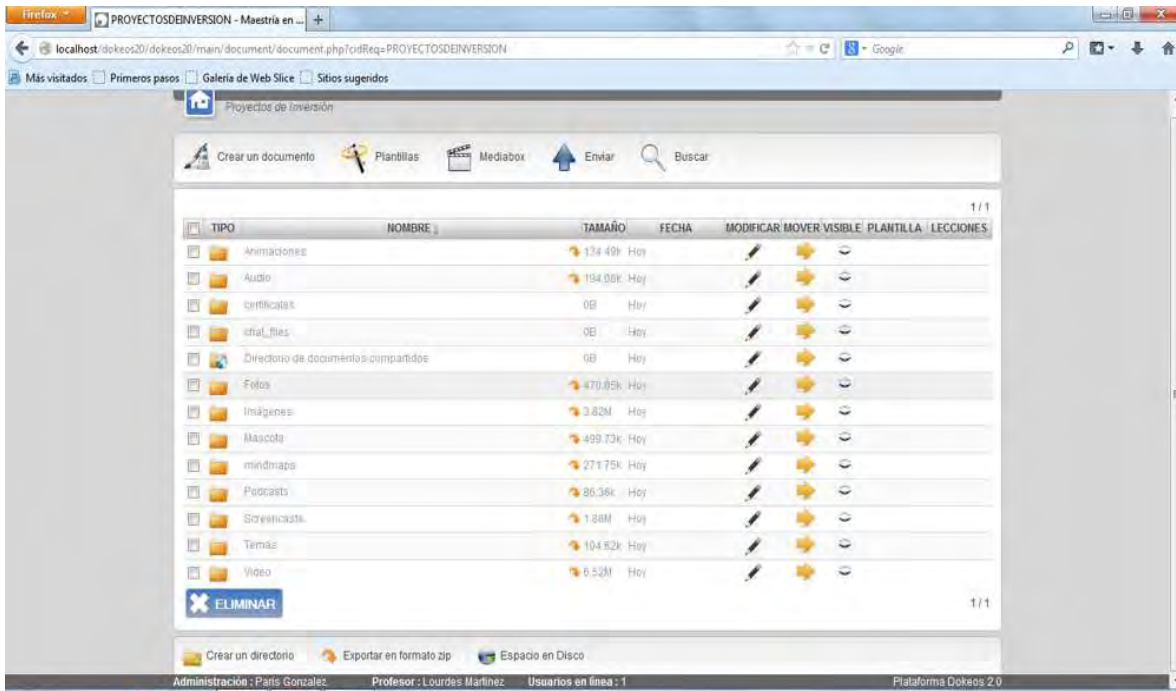 Firefox
PROYECTOSDEINVERSION - Maestría en ...
localhost/dokeos20/dokeos20/main/document/document.php?cidReq=PROYECTOSDEINVERSION
Google
Más visitados Primeros pasos Galería de Web Slice Sitios sugeridos
Proyectos de Inversión
Crear un documento Plantillas Mediabox Enviar Buscar
1 / 1
TIPO NOMBRE TAMAÑO FECHA MODIFICAR MOVER VISIBLE PLANTILLA LECCIONES
Animaciones 134.49k Hoy
Audio 194.08k Hoy
certificates 0B Hoy
chat_files 0B Hoy
Directorio de documentos compartidos 0B Hoy
Fotos 470.05k Hoy
Imágenes 3.82M Hoy
Mascota 499.73k Hoy
mindmaps 271.75k Hoy
Podcasts 86.36k Hoy
Screencasts 1.88M Hoy
Temas 104.62k Hoy
Video 6.52M Hoy
ELIMINAR
1 / 1
Crear un directorio Exportar en formato zip Espacio en Disco
Administración : Paris Gonzalez Profesor : Lourdes Martinez Usuarios en línea : 1 Plataforma Dokeos 2.0